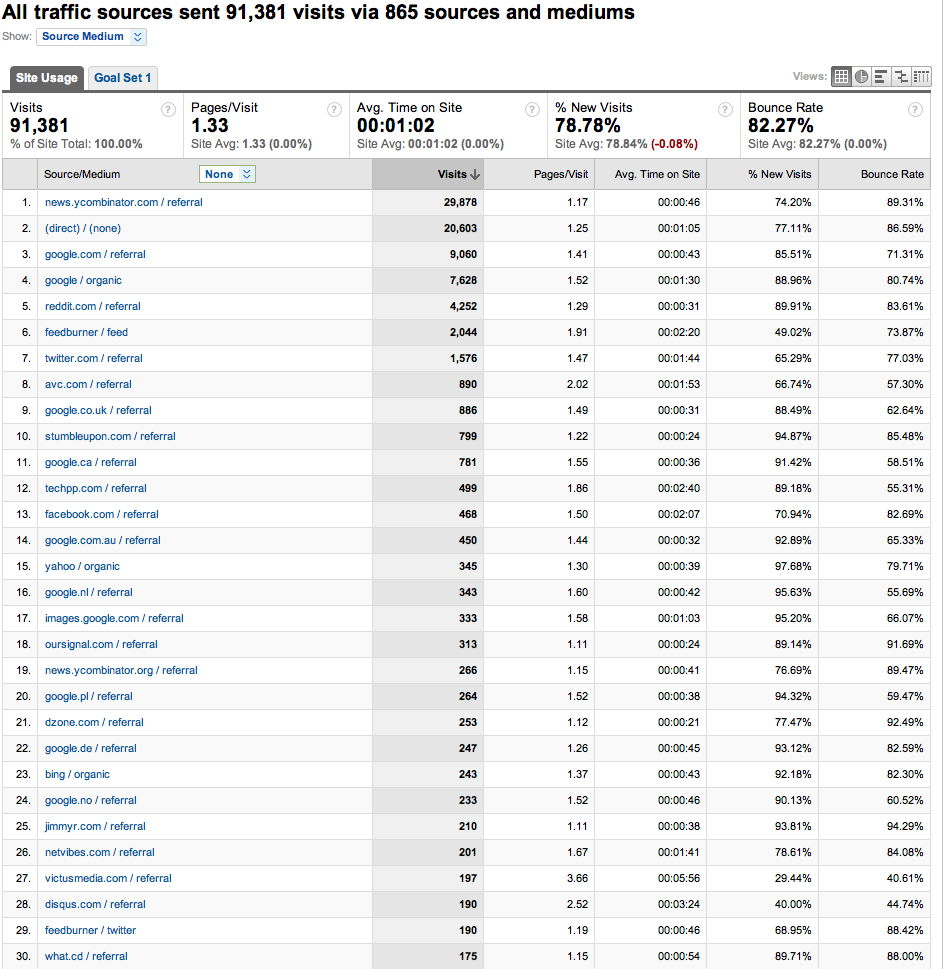 All traffic sources sent 91,381 visits via 865 sources and mediums
Show: Source Medium
Site Usage Goal Set 1 Views:
Visits ? Pages/Visit ? Avg. Time on Site ? % New Visits ? Bounce Rate ?
91,381 1.33 00:01:02 78.78% 82.27%
% of Site Total: 100.00% Site Avg: 1.33 (0.00%) Site Avg: 00:01:02 (0.00%) Site Avg: 78.84% (-0.08%) Site Avg: 82.27% (0.00%)
Source/Medium None Visits Pages/Visit Avg. Time on Site % New Visits Bounce Rate
1. news.ycombinator.com / referral 29,878 1.17 00:00:46 74.20% 89.31%
2. (direct) / (none) 20,603 1.25 00:01:05 77.11% 86.59%
3. google.com / referral 9,060 1.41 00:00:43 85.51% 71.31%
4. google / organic 7,628 1.52 00:01:30 88.96% 80.74%
5. reddit.com / referral 4,252 1.29 00:00:31 89.91% 83.61%
6. feedburner / feed 2,044 1.91 00:02:20 49.02% 73.87%
7. twitter.com / referral 1,576 1.47 00:01:44 65.29% 77.03%
8. avc.com / referral 890 2.02 00:01:53 66.74% 57.30%
9. google.co.uk / referral 886 1.49 00:00:31 88.49% 62.64%
10. stumbleupon.com / referral 799 1.22 00:00:24 94.87% 85.48%
11. google.ca / referral 781 1.55 00:00:36 91.42% 58.51%
12. techpp.com / referral 499 1.86 00:02:40 89.18% 55.31%
13. facebook.com / referral 468 1.50 00:02:07 70.94% 82.69%
14. google.com.au / referral 450 1.44 00:00:32 92.89% 65.33%
15. yahoo / organic 345 1.30 00:00:39 97.68% 79.71%
16. google.nl / referral 343 1.60 00:00:42 95.63% 55.69%
17. images.google.com / referral 333 1.58 00:01:03 95.20% 66.07%
18. oursignal.com / referral 313 1.11 00:00:24 89.14% 91.69%
19. news.ycombinator.org / referral 266 1.15 00:00:41 76.69% 89.47%
20. google.pl / referral 264 1.52 00:00:38 94.32% 59.47%
21. dzone.com / referral 253 1.12 00:00:21 77.47% 92.49%
22. google.de / referral 247 1.26 00:00:45 93.12% 82.59%
23. bing / organic 243 1.37 00:00:43 92.18% 82.30%
24. google.no / referral 233 1.52 00:00:46 90.13% 60.52%
25. jimmyr.com / referral 210 1.11 00:00:38 93.81% 94.29%
26. netvibes.com / referral 201 1.67 00:01:41 78.61% 84.08%
27. victusmedia.com / referral 197 3.66 00:05:56 29.44% 40.61%
28. disqus.com / referral 190 2.52 00:03:24 40.00% 44.74%
29. feedburner / twitter 190 1.19 00:00:46 68.95% 88.42%
30. what.cd / referral 175 1.15 00:00:54 89.71% 88.00%